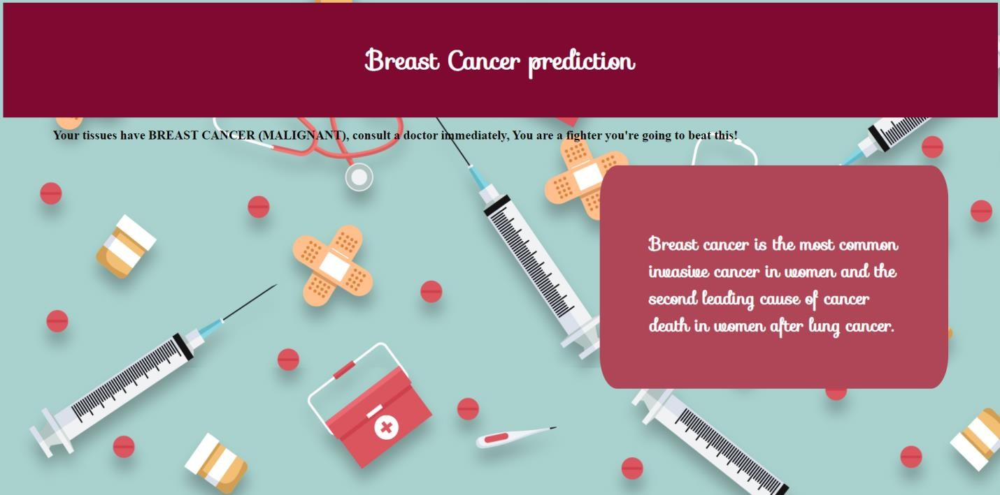 Breast Cancer prediction
Your tissues have BREAST CANCER (MALIGNANT), consult a doctor immediately, You are a fighter you're going to beat this!
Breast cancer is the most common
invasive cancer in women and the
second leading cause of cancer
death in women after lung cancer.